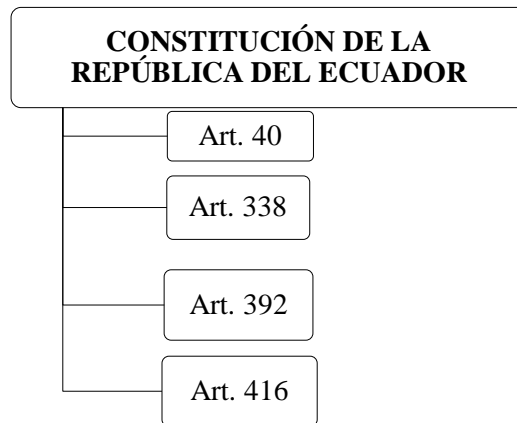 CONSTITUCIÓN DE LA
REPÚBLICA DEL ECUADOR
Art. 40
Art. 338
Art. 392
Art. 416